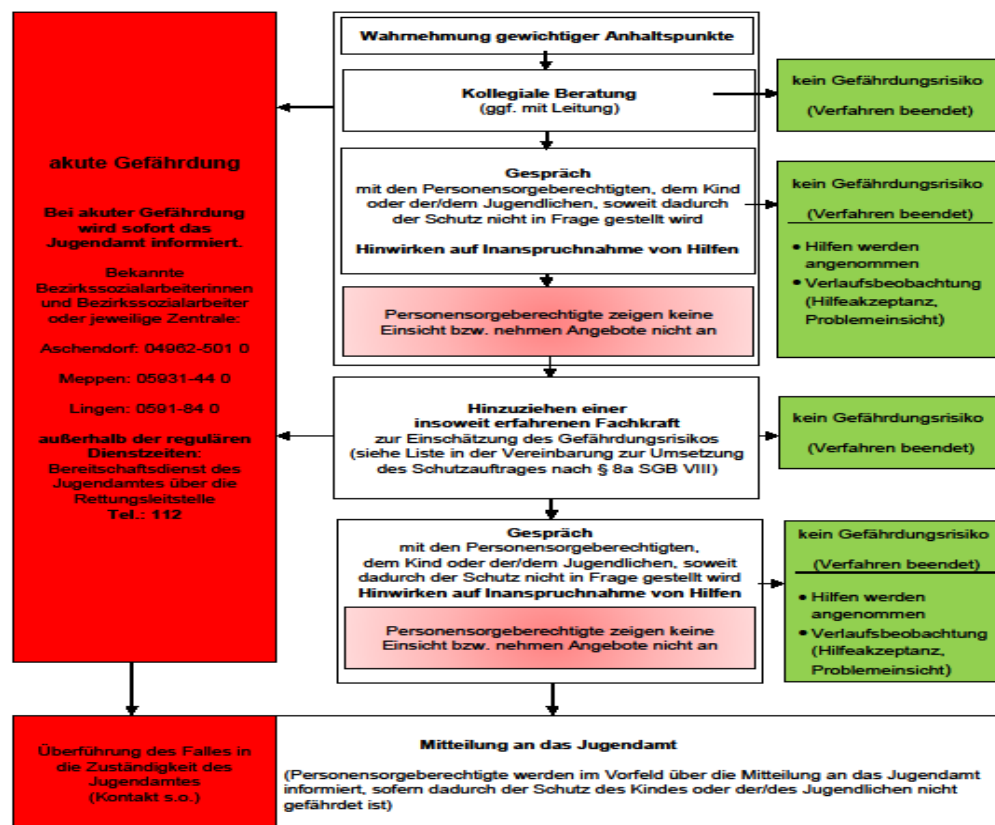 Wahrnehmung gewichtiger Anhaltspunkte
Kollegiale Beratung
(ggf. mit Leitung)
kein Gefährdungsrisiko
(Verfahren beendet)
akute Gefährdung
Bei akuter Gefährdung
wird sofort das
Jugendamt informiert.
Bekannte
Bezirkssozialarbeiterinnen
und Bezirkssozialarbeiter
oder jeweilige Zentrale:
Aschendorf: 04962-501 0
Meppen: 05931-44 0
Lingen: 0591-84 0
außerhalb der regulären
Dienstzeiten:
Bereitschaftsdienst des
Jugendamtes über die
Rettungsleitstelle
Tel.: 112
Gespräch
mit den Personensorgeberechtigten, dem Kind
oder der/dem Jugendlichen, soweit dadurch
der Schutz nicht in Frage gestellt wird
Hinwirken auf Inanspruchnahme von Hilfen
Personensorgeberechtigte zeigen keine
Einsicht bzw. nehmen Angebote nicht an
kein Gefährdungsrisiko
(Verfahren beendet)
• Hilfen werden
angenommen
• Verlaufsbeobachtung
(Hilfeakzeptanz,
Problemeinsicht)
Hinzuziehen einer
insoweit erfahrenen Fachkraft
zur Einschätzung des Gefährdungsrisikos
(siehe Liste in der Vereinbarung zur Umsetzung
des Schutzauftrages nach § 8a SGB VIII)
kein Gefährdungsrisiko
(Verfahren beendet)
Gespräch
mit den Personensorgeberechtigten,
dem Kind oder der/dem Jugendlichen, soweit
dadurch der Schutz nicht in Frage gestellt wird
Hinwirken auf Inanspruchnahme von Hilfen
Personensorgeberechtigte zeigen keine
Einsicht bzw. nehmen Angebote nicht an
kein Gefährdungsrisiko
(Verfahren beendet)
• Hilfen werden
angenommen
• Verlaufsbeobachtung
(Hilfeakzeptanz,
Problemeinsicht)
Überführung des Falles in
die Zuständigkeit des
Jugendamtes
(Kontakt s.o.)
Mitteilung an das Jugendamt
(Personensorgeberechtigte werden im Vorfeld über die Mitteilung an das Jugendamt
informiert, sofern dadurch der Schutz des Kindes oder der/des Jugendlichen nicht
gefährdet ist)